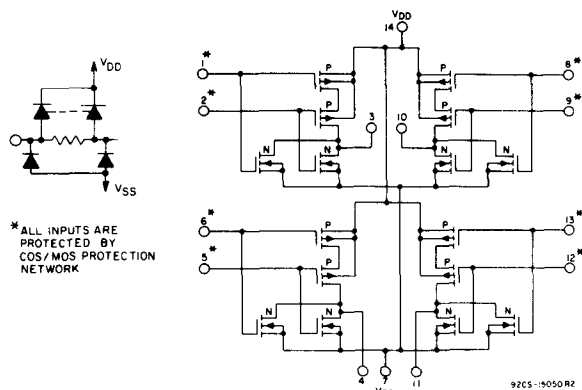 VDD
14
1*
P
P
8*
2*
P
P
9*
3
10
N
N
N
N
VDD
VSS
*ALL INPUTS ARE
PROTECTED BY
COS/MOS PROTECTION
NETWORK
6*
P
P
13*
5*
P
P
12*
N
N
N
N
4
7
11
92CS-15050R2